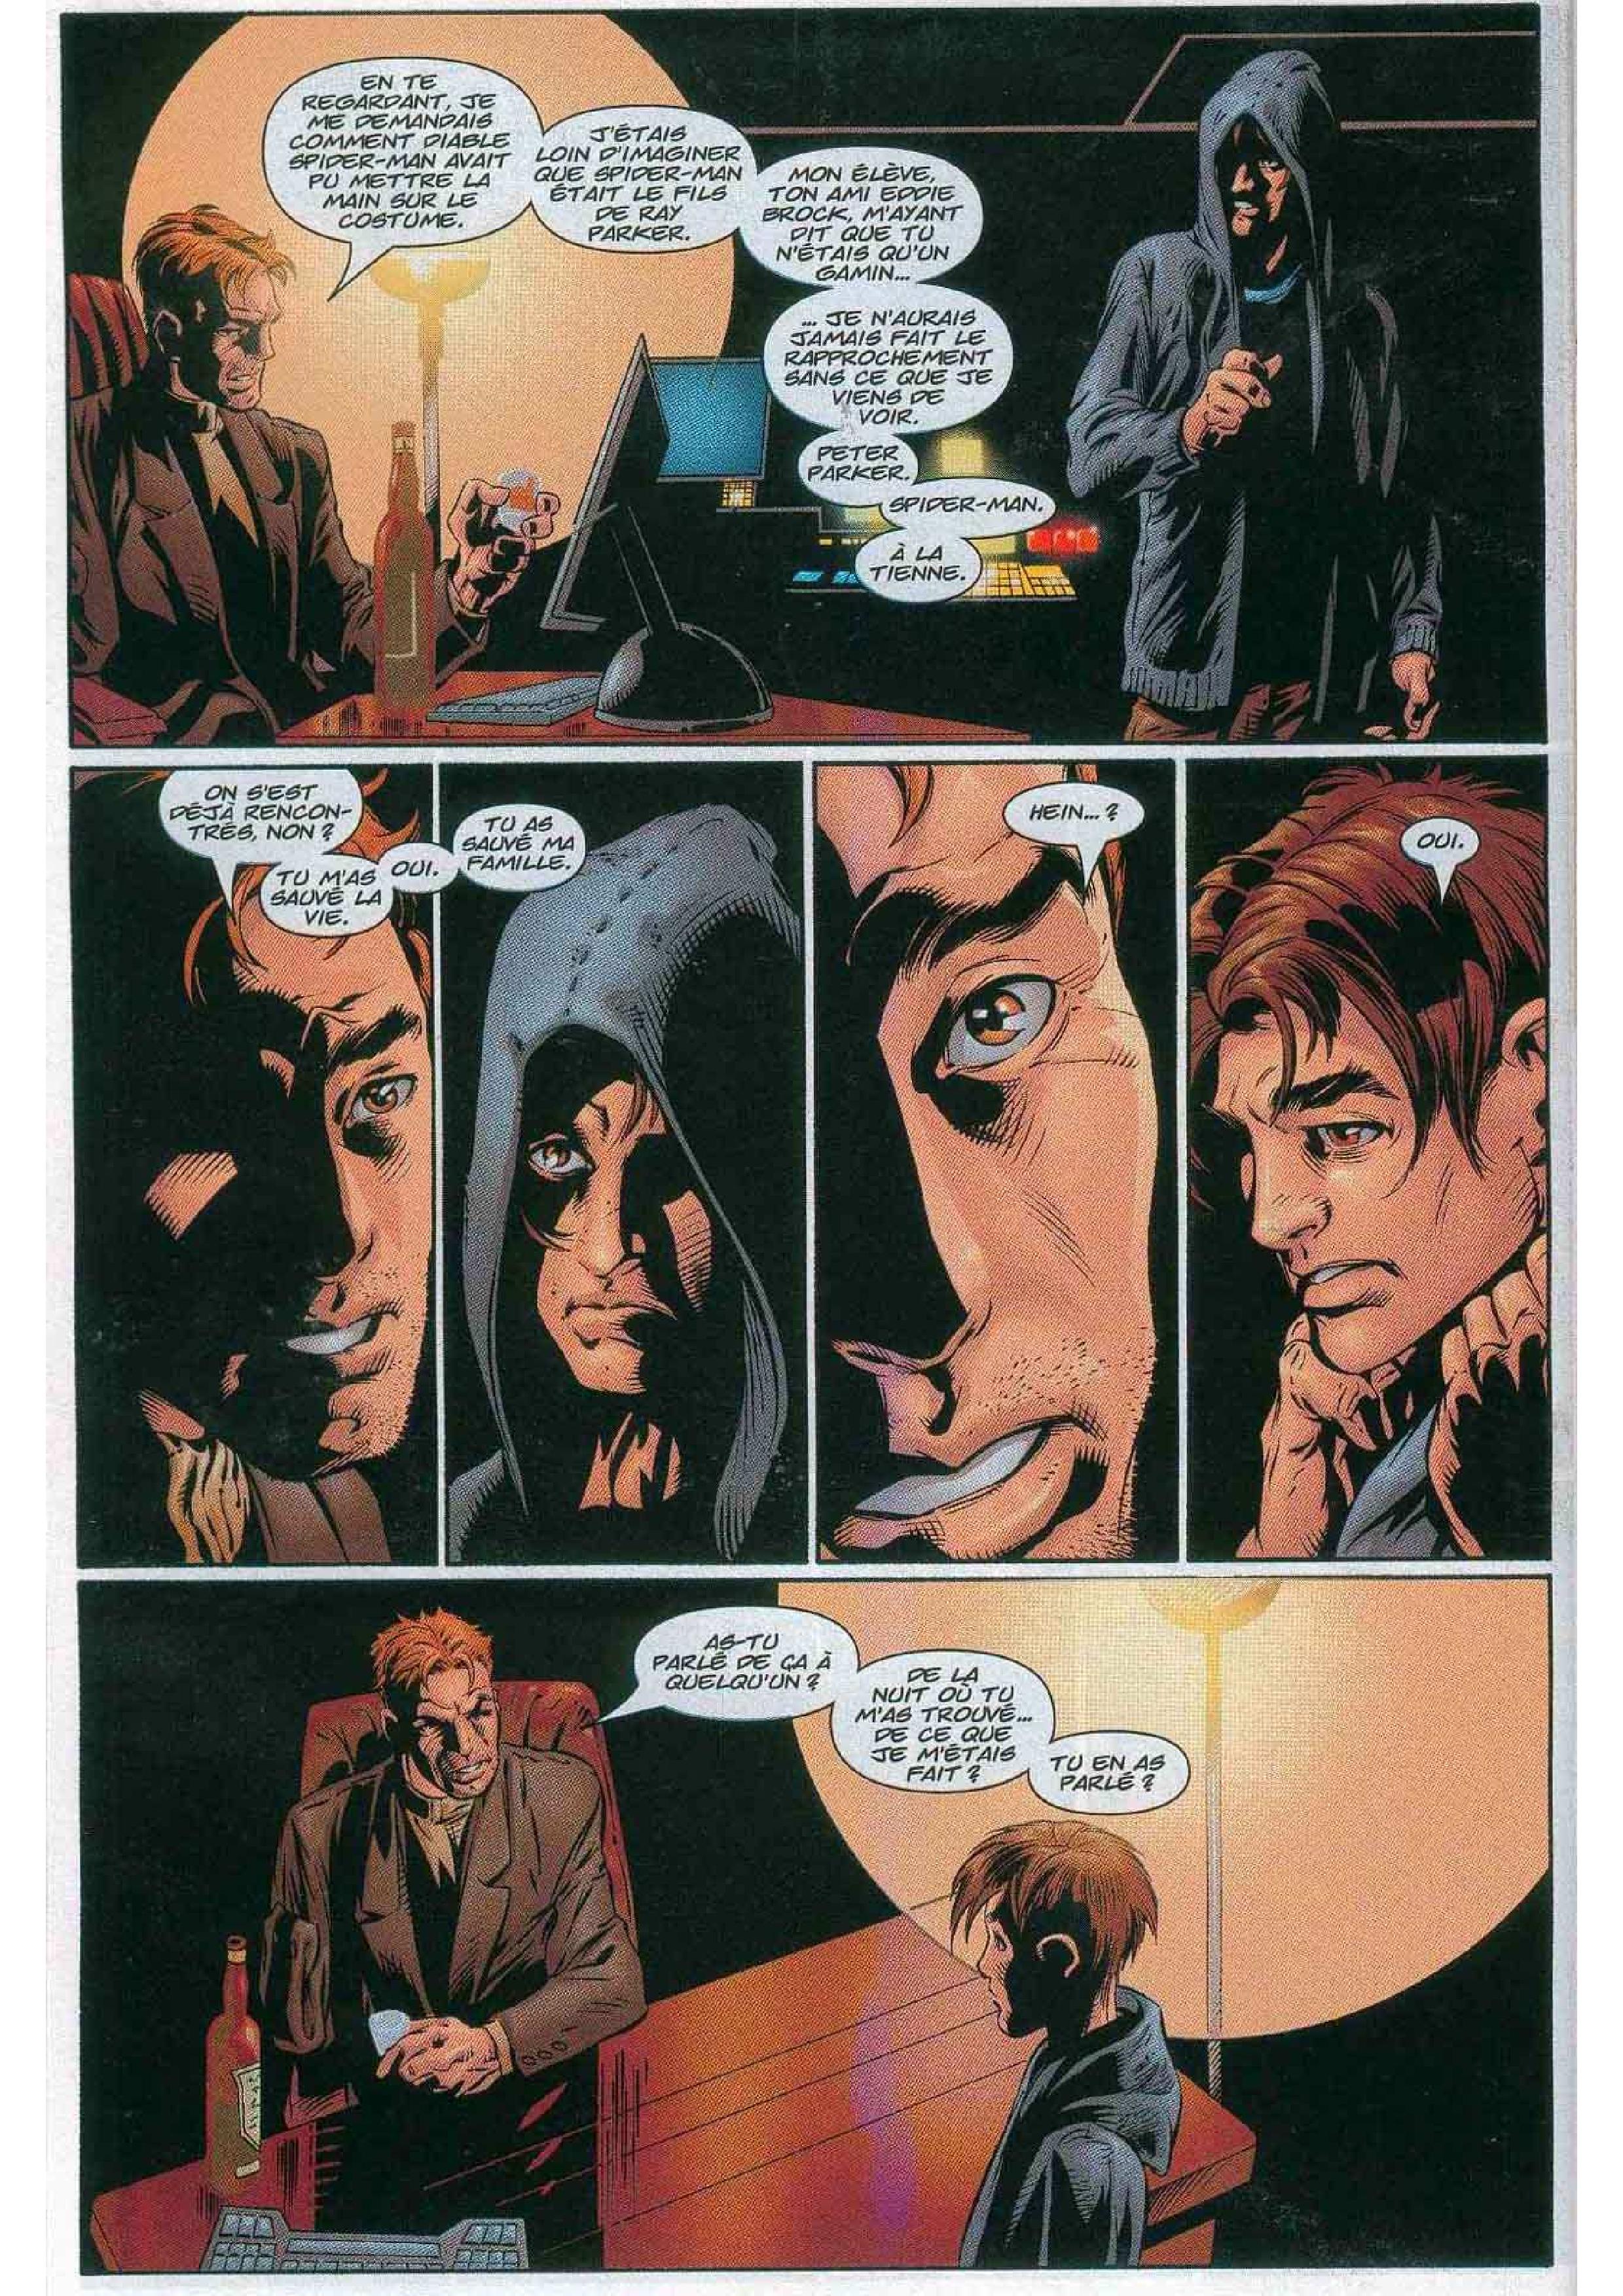 EN TE
REGARDANT, JE
ME DEMANDAIS
COMMENT DIABLE
SPIDER-MAN AVAIT
PU METTRE LA
MAIN SUR LE
COSTUME.
J'ÉTAIS
LOIN D'IMAGINER
QUE SPIDER-MAN
ÉTAIT LE FILS
DE RAY
PARKER.
MON ÉLÈVE,
TON AMI EDDIE
BROCK, M'AYANT
DIT QUE TU
N'ÉTAIS QU'UN
GAMIN...
... JE N'AURAIS
JAMAIS FAIT LE
RAPPROCHEMENT
SANS CE QUE JE
VIENS DE
VOIR.
PETER
PARKER.
SPIDER-MAN.
À LA
TIENNE.
ON S'EST
DÉJÀ RENCON-
TRÉS, NON ?
TU M'AS
SAUVÉ LA
VIE.
OUI.
TU AS
SAUVÉ MA
FAMILLE.
HEIN... ?
OUI.
AS-TU
PARLÉ DE ÇA À
QUELQU'UN ?
DE LA
NUIT OÙ TU
M'AS TROUVÉ...
DE CE QUE
JE M'ÉTAIS
FAIT ?
TU EN AS
PARLÉ ?